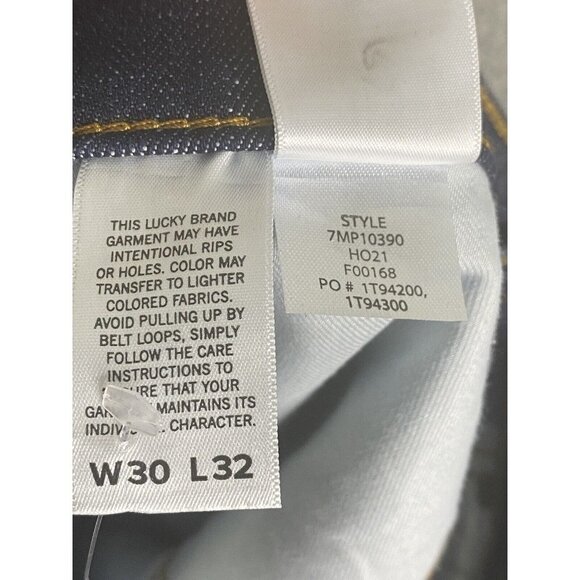 THIS LUCKY BRAND
GARMENT MAY HAVE
INTENTIONAL RIPS
OR HOLES. COLOR MAY
TRANSFER TO LIGHTER
COLORED FABRICS.
AVOID PULLING UP BY
BELT LOOPS, SIMPLY
FOLLOW THE CARE
INSTRUCTIONS TO
THAT YOUR
MAINTAINS ITS
CHARACTER.
W30 L32
STYLE
7MP10390
HO21
F00168
PO # 1T94200,
1T94300